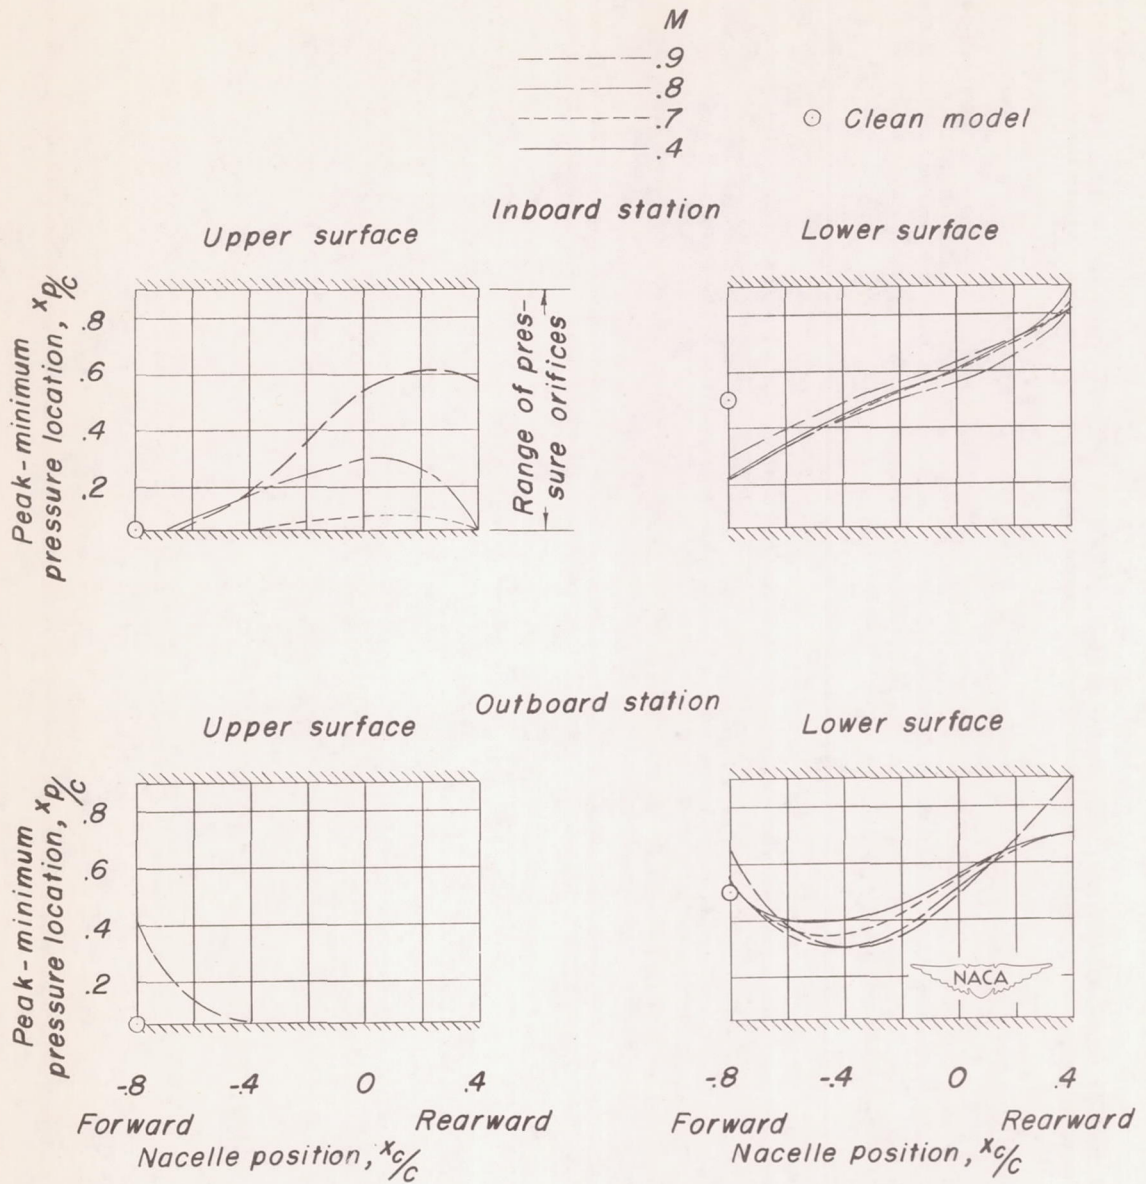 M
.9
.8
.7
.4
Clean model
Inboard station
Upper surface
Lower surface
Peak-minimum
pressure location, xp/c
.8
.6
.4
.2
Range of pres-
sure orifices
Outboard station
Upper surface
Lower surface
Peak-minimum
pressure location, xp/c
.8
.6
.4
.2
NACA
-.8
-.4
0
.4
-.8
-.4
0
.4
Forward
Rearward
Forward
Rearward
Nacelle position, xc/c
Nacelle position, xc/c